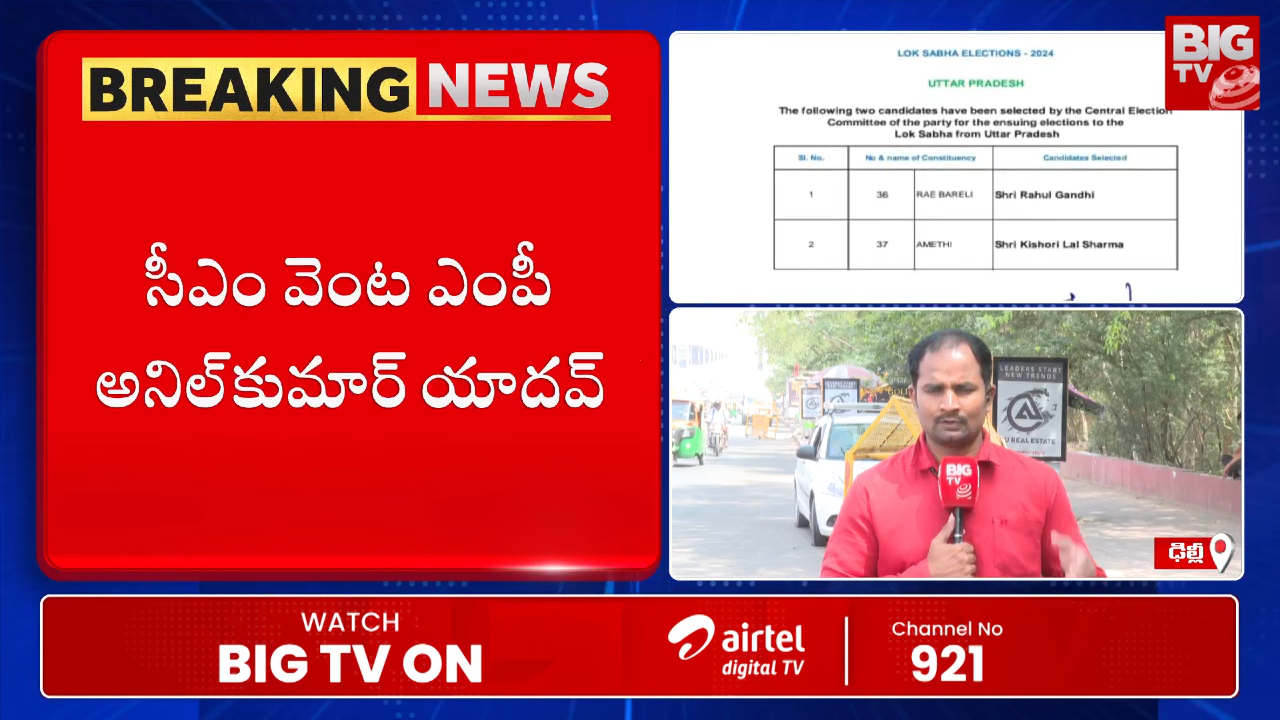 BREAKING NEWS
సీఎం వెంట ఎంపీ
అనిల్‌కుమార్ యాదవ్
LOK SABHA ELECTIONS - 2024
UTTAR PRADESH
The following two candidates have been selected by the Central Election
Committee of the party for the ensuing elections to the
Lok Sabha from Uttar Pradesh
Sl. No. No & name of Constituency Candidates Selected
1 36 RAE BARELI Shri Rahul Gandhi
2 37 AMETHI Shri Kishori Lal Sharma
BIG
TV
LEADERS START
NEW TRENDS
U REAL ESTATE
BIG
TV
ఢిల్లీ
WATCH
BIG TV ON
airtel
digital TV
Channel No
921